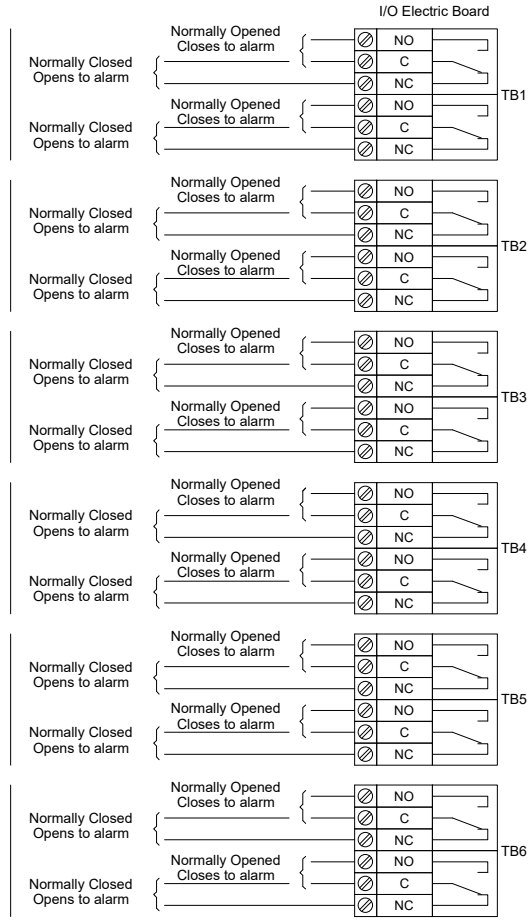 I/O Electric Board
Normally Opened
Closes to alarm
NO
Normally Closed
Opens to alarm
C
NC
TB1
Normally Opened
Closes to alarm
NO
Normally Closed
Opens to alarm
C
NC
Normally Opened
Closes to alarm
NO
Normally Closed
Opens to alarm
C
NC
TB2
Normally Opened
Closes to alarm
NO
Normally Closed
Opens to alarm
C
NC
Normally Opened
Closes to alarm
NO
Normally Closed
Opens to alarm
C
NC
TB3
Normally Opened
Closes to alarm
NO
Normally Closed
Opens to alarm
C
NC
Normally Opened
Closes to alarm
NO
Normally Closed
Opens to alarm
C
NC
TB4
Normally Opened
Closes to alarm
NO
Normally Closed
Opens to alarm
C
NC
Normally Opened
Closes to alarm
NO
Normally Closed
Opens to alarm
C
NC
TB5
Normally Opened
Closes to alarm
NO
Normally Closed
Opens to alarm
C
NC
Normally Opened
Closes to alarm
NO
Normally Closed
Opens to alarm
C
NC
TB6
Normally Opened
Closes to alarm
NO
Normally Closed
Opens to alarm
C
NC